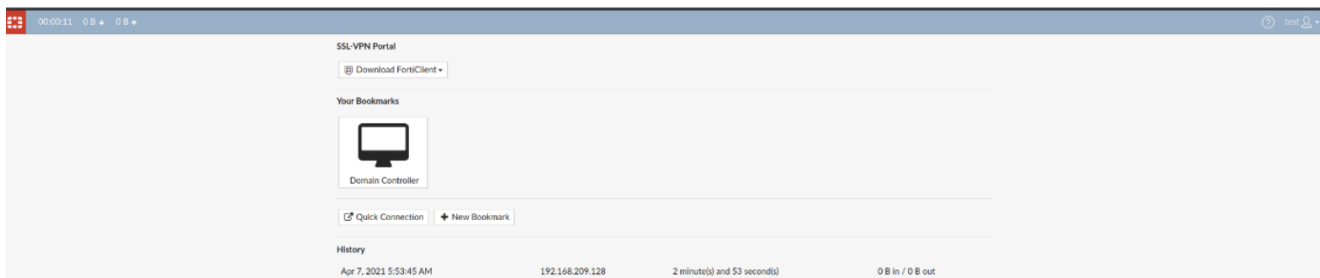 00:00:11 0 B 0 B test
SSL-VPN Portal
Download FortiClient
Your Bookmarks
Domain Controller
Quick Connection New Bookmark
History
Apr 7, 2021 5:53:45 AM 192.168.209.128 2 minute(s) and 53 second(s) 0 B in / 0 B out